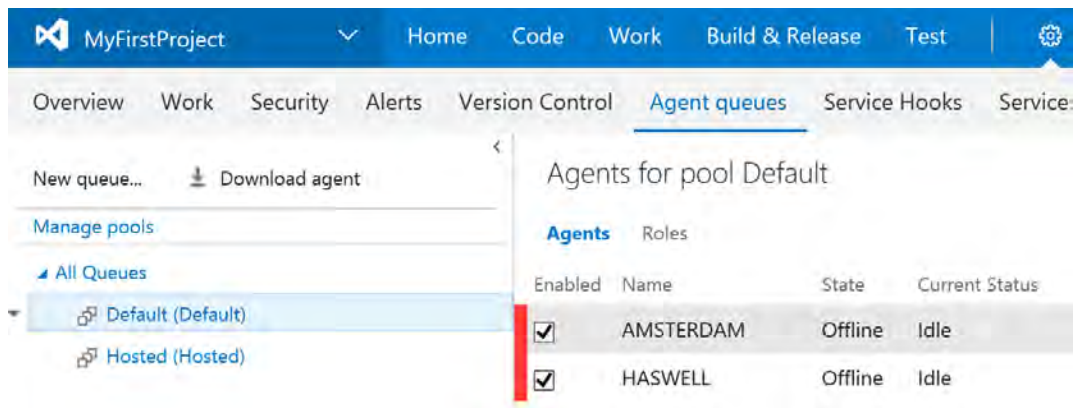 MyFirstProject Home Code Work Build & Release Test
Overview Work Security Alerts Version Control Agent queues Service Hooks Services
New queue... Download agent
Manage pools
All Queues
Default (Default)
Hosted (Hosted)
Agents for pool Default
Agents Roles
Enabled Name State Current Status
AMSTERDAM Offline Idle
HASWELL Offline Idle